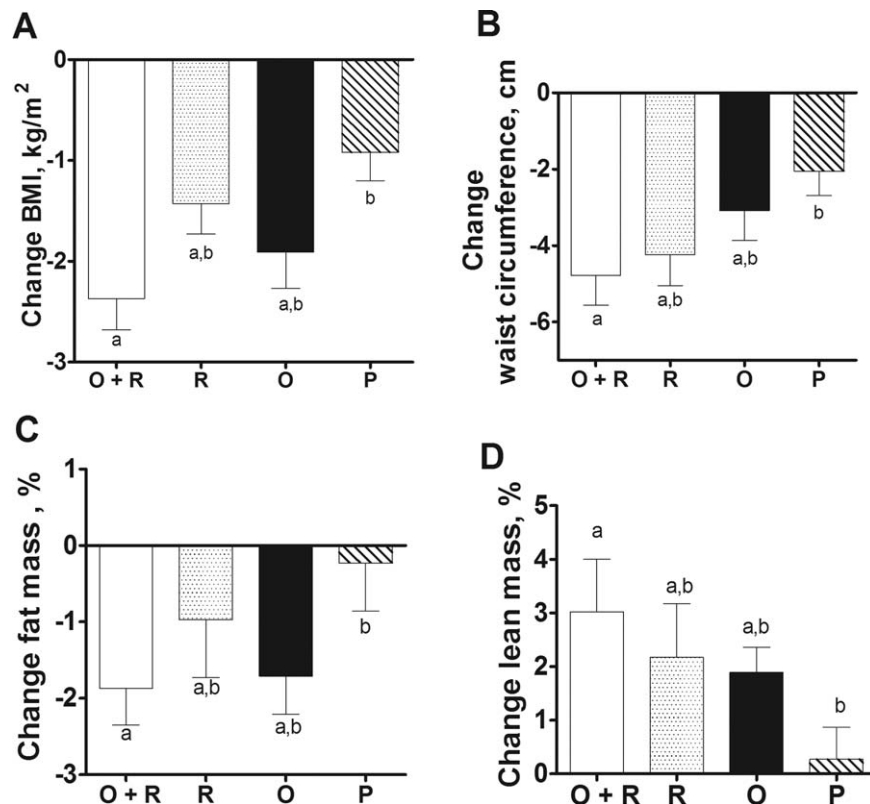 A
Change BMI, kg/m²
0
-1
-2
-3
a
a,b
a,b
b
O + R R O P
B
Change
waist circumference, cm
0
-2
-4
-6
a
a,b
a,b
b
O + R R O P
C
Change fat mass , %
1
0
-1
-2
-3
a
a,b
a,b
b
O + R R O P
D
Change lean mass, %
5
4
3
2
1
0
a
a,b
a,b
b
O + R R O P